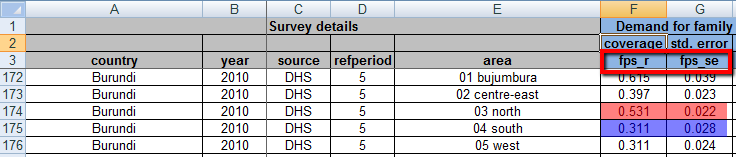 A B C D E F G
1 Survey details Demand for family
2 coverage std. error
3 country year source refperiod area fps_r fps_se
172 Burundi 2010 DHS 5 01 bujumbura 0.615 0.039
173 Burundi 2010 DHS 5 02 centre-east 0.397 0.023
174 Burundi 2010 DHS 5 03 north 0.531 0.022
175 Burundi 2010 DHS 5 04 south 0.311 0.028
176 Burundi 2010 DHS 5 05 west 0.311 0.024